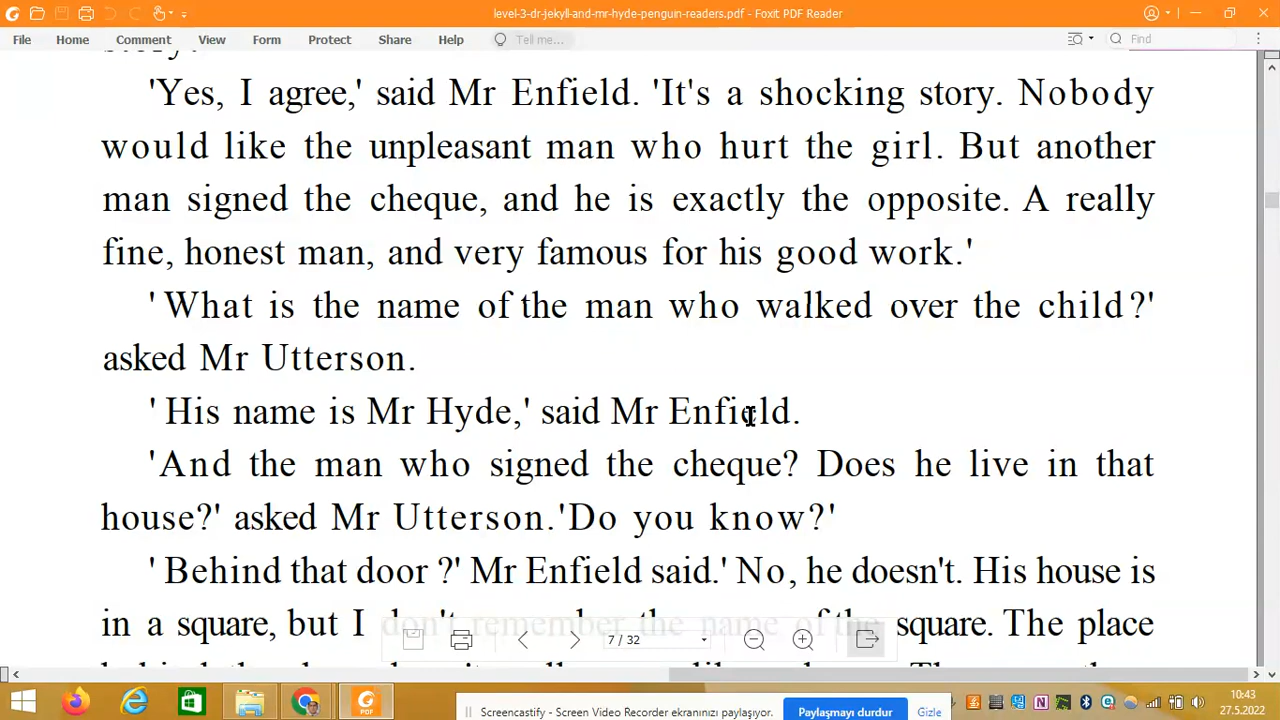 level-3-dr-jekyll-and-mr-hyde-penguin-readers.pdf - Foxit PDF Reader
File Home Comment View Form Protect Share Help Tell me... Find
'Yes, I agree,' said Mr Enfield. 'It's a shocking story. Nobody
would like the unpleasant man who hurt the girl. But another
man signed the cheque, and he is exactly the opposite. A really
fine, honest man, and very famous for his good work.'
' What is the name of the man who walked over the child ?'
asked Mr Utterson.
' His name is Mr Hyde,' said Mr Enfield.
'And the man who signed the cheque? Does he live in that
house?' asked Mr Utterson.'Do you know?'
' Behind that door ?' Mr Enfield said.' No, he doesn't. His house is
in a square, but I don't remember the name of the square. The place
7 / 32
PDF
Screencastify - Screen Video Recorder ekranınızı paylaşıyor.
Paylaşmayı durdur
Gizle
10:43
27.5.2022